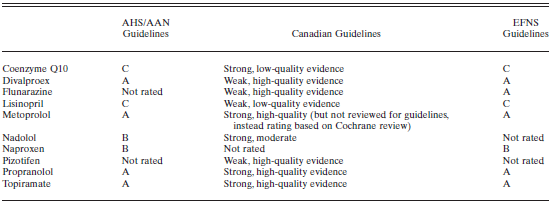 AHS/AAN Guidelines Canadian Guidelines EFNS Guidelines
Coenzyme Q10 C Strong, low-quality evidence C
Divalproex A Weak, high-quality evidence A
Flunarazine Not rated Weak, high-quality evidence A
Lisinopril C Weak, low-quality evidence C
Metoprolol A Strong, high-quality (but not reviewed for guidelines, A
instead rating based on Cochrane review)
Nadolol B Strong, moderate Not rated
Naproxen B Not rated B
Pizotifen Not rated Weak, high-quality evidence Not rated
Propranolol A Strong, high-quality evidence A
Topiramate A Strong, high-quality evidence A